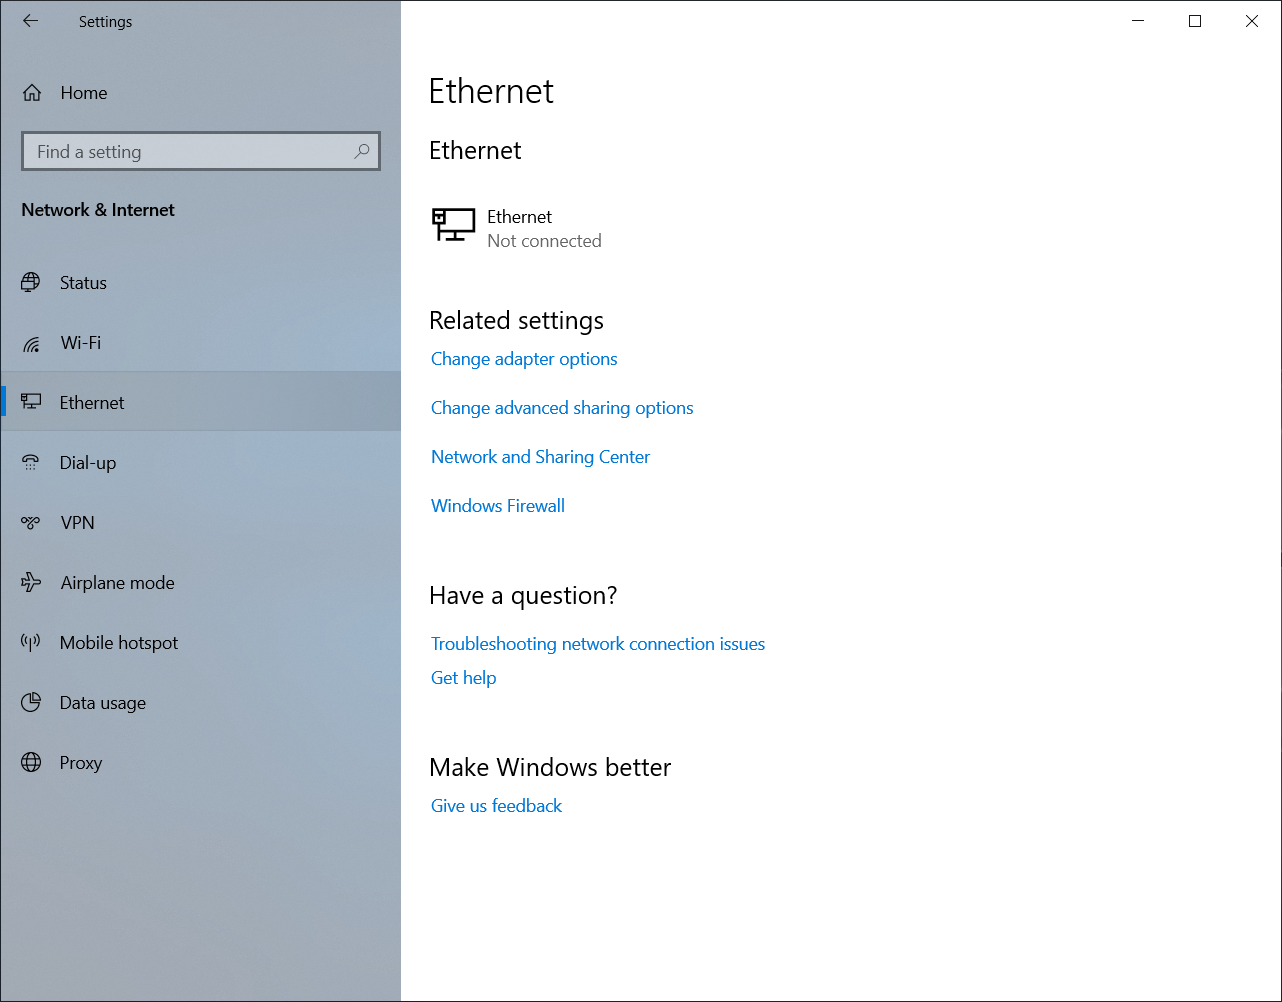 Settings
Home
Find a setting
Network & Internet
Status
Wi-Fi
Ethernet
Dial-up
VPN
Airplane mode
Mobile hotspot
Data usage
Proxy
Ethernet
Ethernet
Ethernet
Not connected
Related settings
Change adapter options
Change advanced sharing options
Network and Sharing Center
Windows Firewall
Have a question?
Troubleshooting network connection issues
Get help
Make Windows better
Give us feedback